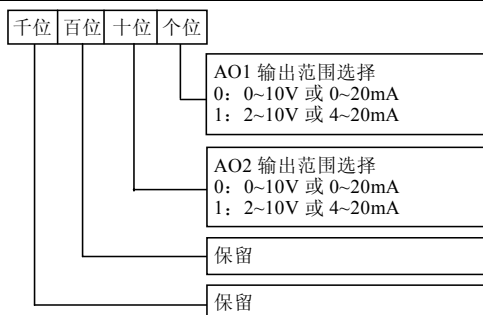 千位 百位 十位 个位
AO1 输出范围选择
0：0~10V 或 0~20mA
1：2~10V 或 4~20mA
AO2 输出范围选择
0：0~10V 或 0~20mA
1：2~10V 或 4~20mA
保留
保留